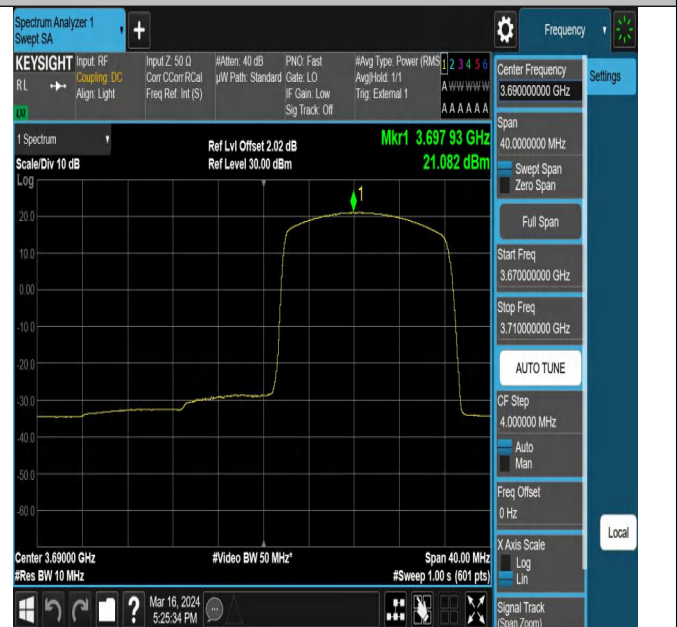 Spectrum Analyzer 1
Swept SA
+
Frequency
KEYSIGHT
RL
LXI
Input: RF
Coupling: DC
Align: Light
Input Z: 50 Ω
Corr CCorr RCal
Freq Ref: Int (S)
#Atten: 40 dB
µW Path: Standard
PNO: Fast
Gate: LO
IF Gain: Low
Sig Track: Off
#Avg Type: Power (RMS
Avg|Hold: 1/1
Trig: External 1
1 2 3 4 5 6
A WW WW W
A A A A A A
1 Spectrum
Scale/Div 10 dB
Log
Ref Lvl Offset 2.02 dB
Ref Level 30.00 dBm
Mkr1 3.697 93 GHz
21.082 dBm
1
20.0
10.0
0.00
-10.0
-20.0
-30.0
-40.0
-50.0
-60.0
Center 3.69000 GHz
#Res BW 10 MHz
#Video BW 50 MHz*
Span 40.00 MHz
#Sweep 1.00 s (601 pts)
?
Mar 16, 2024
5:25:34 PM
Center Frequency
3.690000000 GHz
Settings
Span
40.0000000 MHz
Swept Span
Zero Span
Full Span
Start Freq
3.670000000 GHz
Stop Freq
3.710000000 GHz
AUTO TUNE
CF Step
4.000000 MHz
Auto
Man
Freq Offset
0 Hz
Local
X Axis Scale
Log
Lin
Signal Track
(Span Zoom)